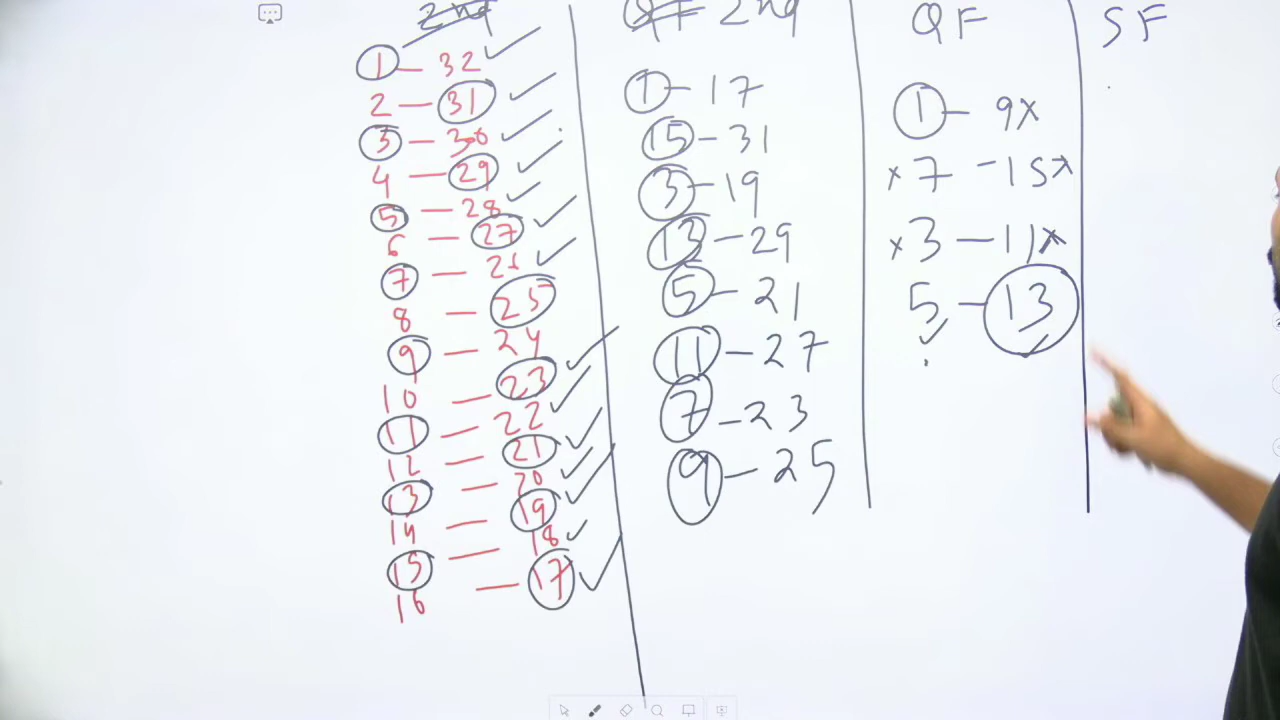 2nd
1 — 32 ✓
2 — 31 ✓
3 — 30 ✓
4 — 29 ✓
5 — 28 ✓
6 — 27 ✓
7 — 26 ✓
8 — 25
9 — 24
10 — 23 ✓
11 — 22 ✓
12 — 21 ✓
13 — 20 ✓
14 — 19 ✓
15 — 18 ✓
16 — 17 ✓
QF 2nd
1 — 17
15 — 31
3 — 19
13 — 29
5 — 21
11 — 27
7 — 23
9 — 25
QF
1 — 9x
x7 — 15x
x3 — 11x
5 — 13
✓
SF